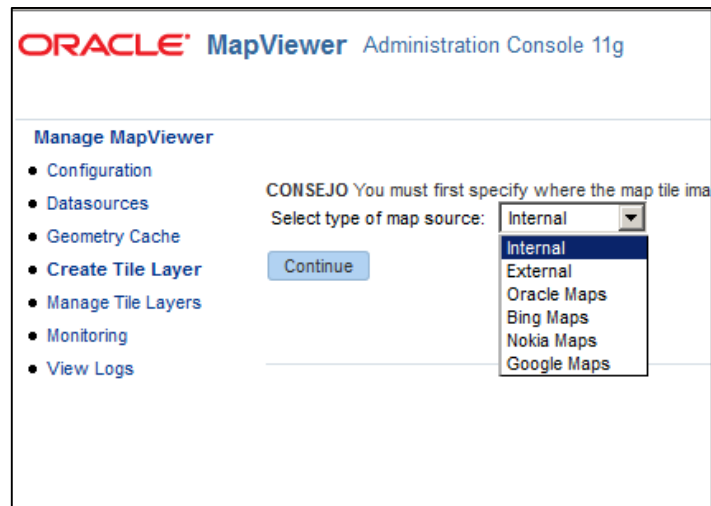 ORACLE MapViewer Administration Console 11g
Manage MapViewer
Configuration
Datasources
Geometry Cache
Create Tile Layer
Manage Tile Layers
Monitoring
View Logs
CONSEJO You must first specify where the map tile ima
Select type of map source: Internal
Internal
External
Oracle Maps
Bing Maps
Nokia Maps
Google Maps
Continue